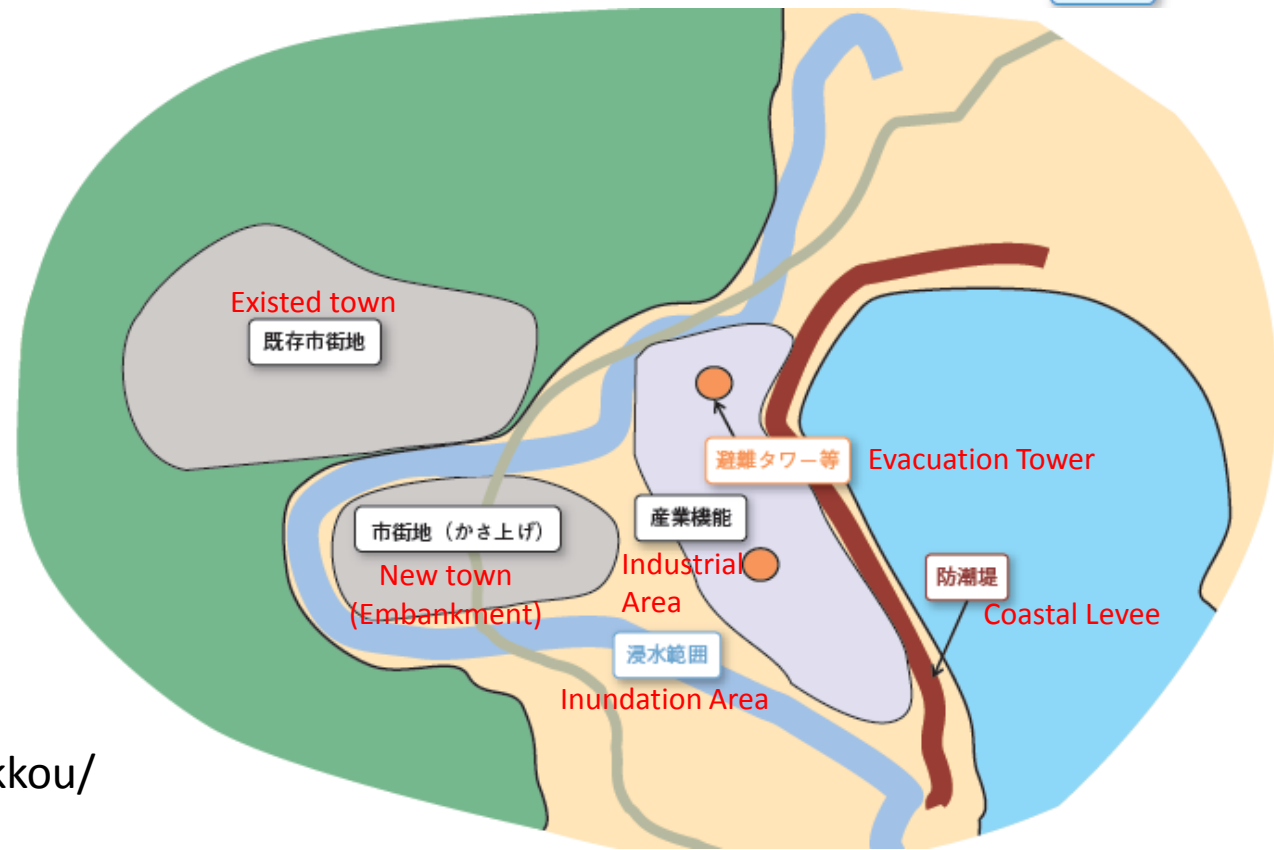 Existed town
既存市街地
避難タワー等
Evacuation Tower
市街地（かさ上げ）
産業機能
New town
(Embankment)
Industrial
Area
防潮堤
Coastal Levee
浸水範囲
Inundation Area
kkou/